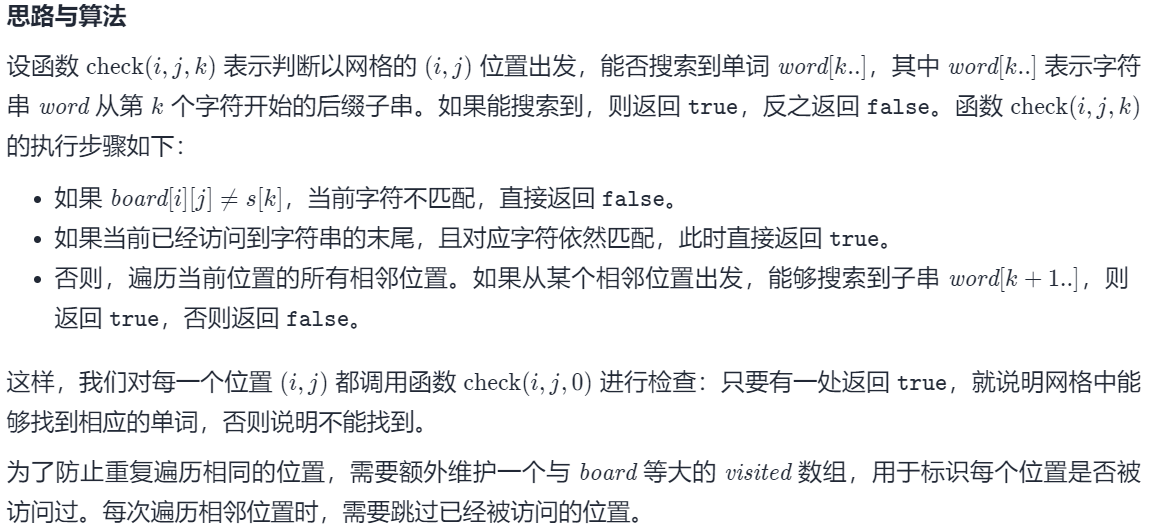 思路与算法
设函数 check(i, j, k) 表示判断以网格的 (i, j) 位置出发，能否搜索到单词 word[k..]，其中 word[k..] 表示字符
串 word 从第 k 个字符开始的后缀子串。如果能搜索到，则返回 true，反之返回 false。函数 check(i, j, k)
的执行步骤如下：
• 如果 board[i][j] ≠ s[k]，当前字符不匹配，直接返回 false。
• 如果当前已经访问到字符串的末尾，且对应字符依然匹配，此时直接返回 true。
• 否则，遍历当前位置的所有相邻位置。如果从某个相邻位置出发，能够搜索到子串 word[k + 1..]，则
返回 true，否则返回 false。
这样，我们对每一个位置 (i, j) 都调用函数 check(i, j, 0) 进行检查：只要有一处返回 true，就说明网格中能
够找到相应的单词，否则说明不能找到。
为了防止重复遍历相同的位置，需要额外维护一个与 board 等大的 visited 数组，用于标识每个位置是否被
访问过。每次遍历相邻位置时，需要跳过已经被访问的位置。